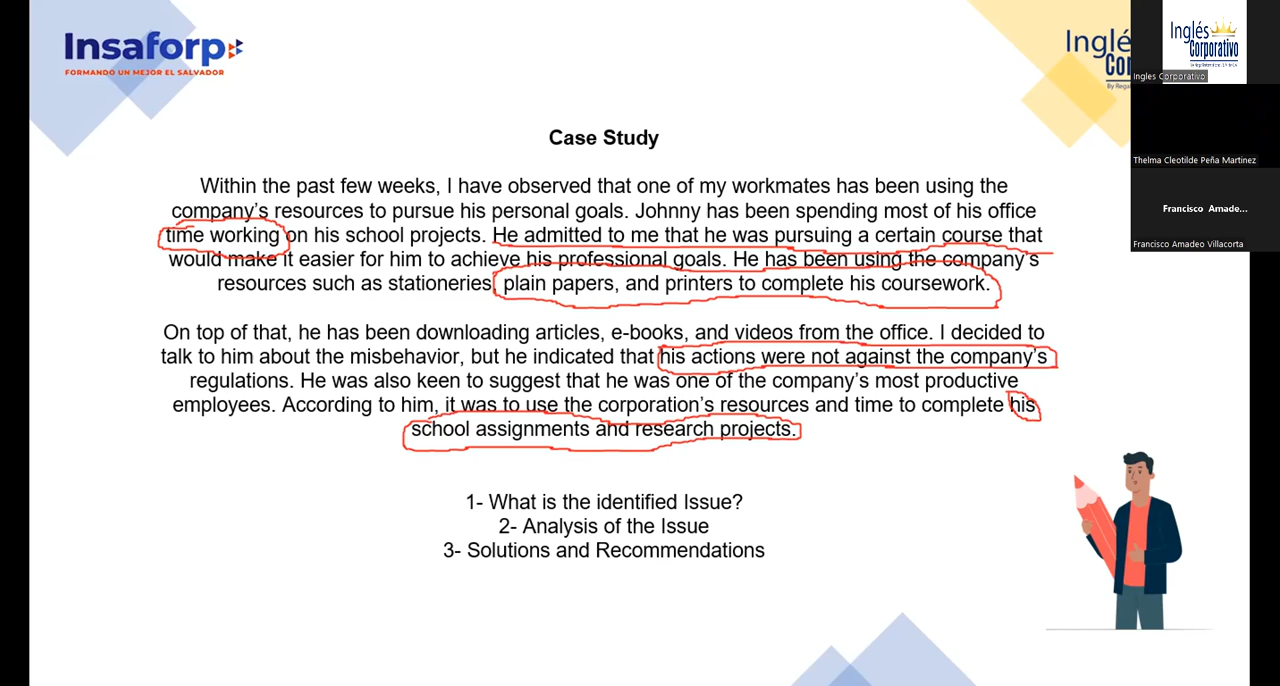 Insaforp
FORMANDO UN MEJOR EL SALVADOR
Inglés
Corporativo
Ingles Corporativo
Thelma Cleotilde Peña Martinez
Francisco Amade...
Francisco Amadeo Villacorta
Case Study
Within the past few weeks, I have observed that one of my workmates has been using the
company's resources to pursue his personal goals. Johnny has been spending most of his office
time working on his school projects. He admitted to me that he was pursuing a certain course that
would make it easier for him to achieve his professional goals. He has been using the company's
resources such as stationeries, plain papers, and printers to complete his coursework.
On top of that, he has been downloading articles, e-books, and videos from the office. I decided to
talk to him about the misbehavior, but he indicated that his actions were not against the company's
regulations. He was also keen to suggest that he was one of the company's most productive
employees. According to him, it was to use the corporation's resources and time to complete his
school assignments and research projects.
1- What is the identified Issue?
2- Analysis of the Issue
3- Solutions and Recommendations